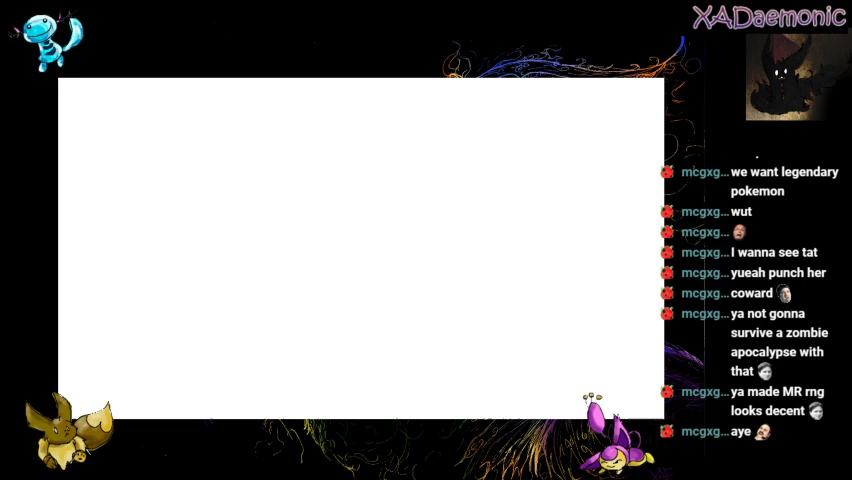 XADaemonic
mcgxg... we want legendary
pokemon
mcgxg... wut
mcgxg...
mcgxg... I wanna see tat
mcgxg... yueah punch her
mcgxg... coward
mcgxg... ya not gonna
survive a zombie
apocalypse with
that
mcgxg... ya made MR rng
looks decent
mcgxg... aye